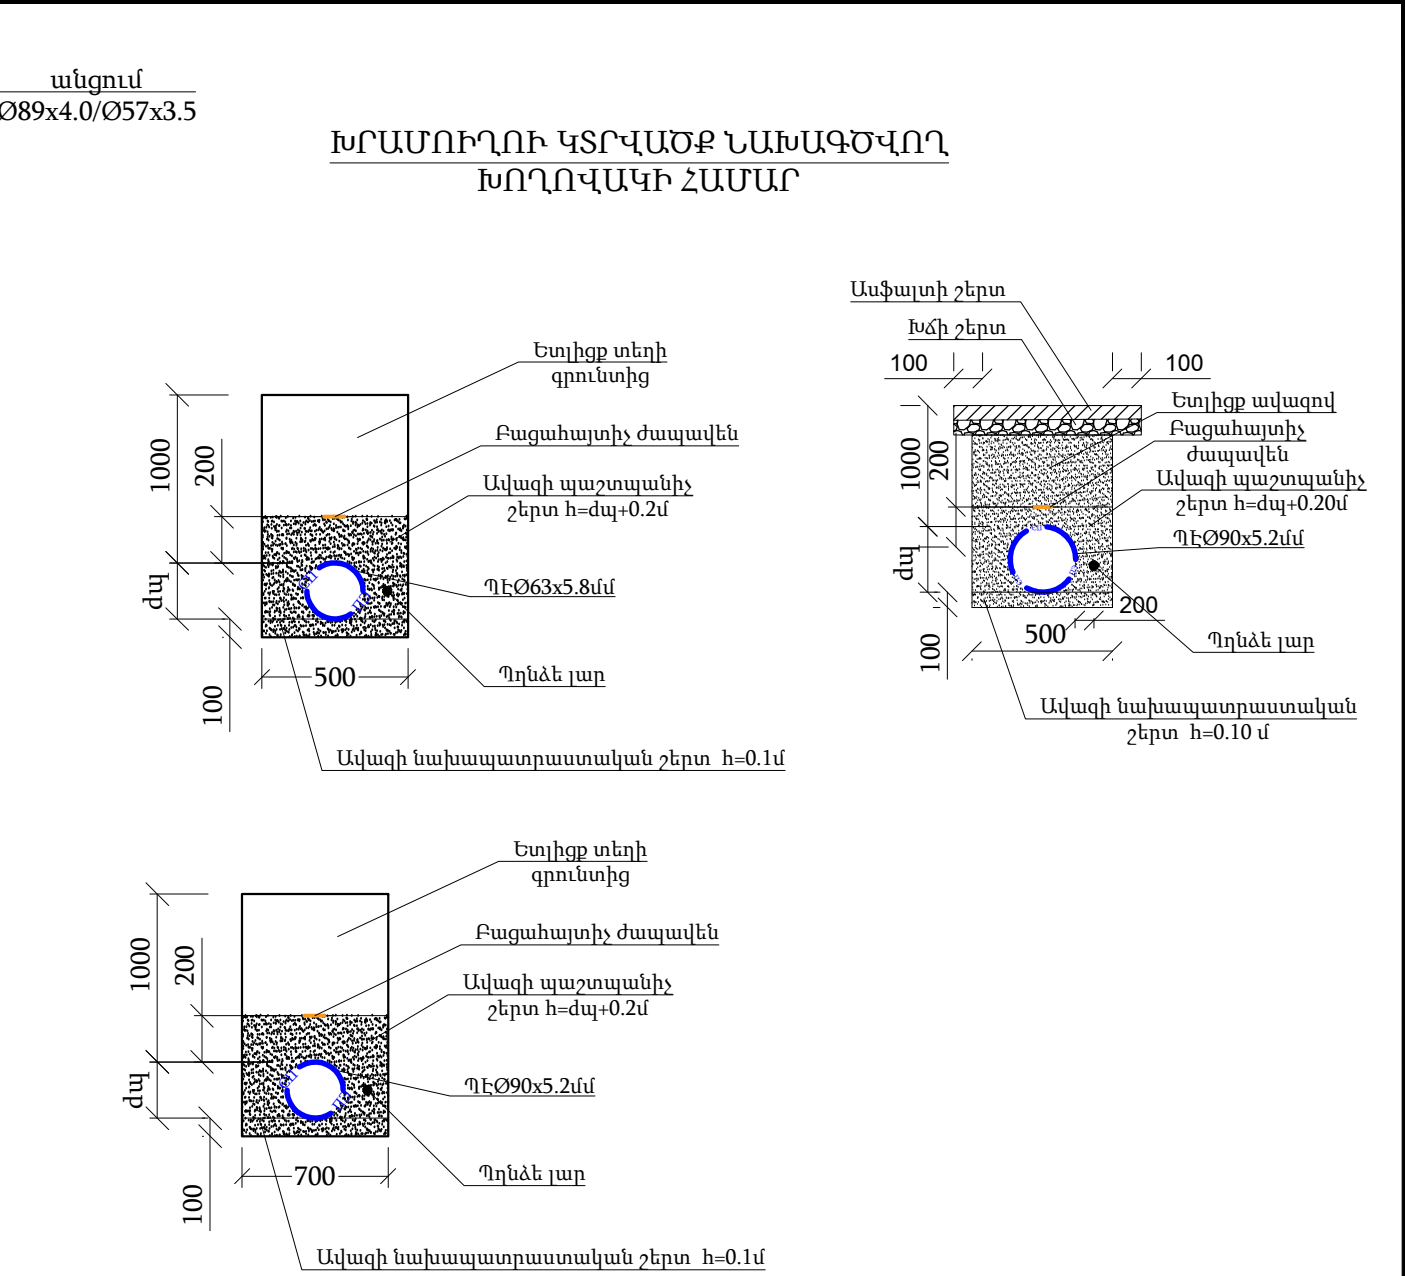 անցում
Ø89x4.0/Ø57x3.5
ԽՐԱՄՈՒՂՈՒ ԿՏՐՎԱԾՔ ՆԱԽԱԳԾՎՈՂ
ԽՈՂՈՎԱԿԻ ՀԱՄԱՐ
Ետլիցք տեղի
գրունտից
Բացահայտիչ ժապավեն
Ավազի պաշտպանիչ
շերտ h=dպ+0.2մ
ՊԷØ63x5.8մմ
Պղնձե լար
Ավազի նախապատրաստական շերտ h=0.1մ
1000
200
dպ
100
500
ՊԷ
ՊԷ
Ասֆալտի շերտ
Խճի շերտ
100
100
Ետլիցք ավազով
Բացահայտիչ
ժապավեն
Ավազի պաշտպանիչ
շերտ h=dպ+0.20մ
ՊԷØ90x5.2մմ
200
Պղնձե լար
Ավազի նախապատրաստական
շերտ h=0.10 մ
1000
200
dպ
100
500
Ետլիցք տեղի
գրունտից
Բացահայտիչ ժապավեն
Ավազի պաշտպանիչ
շերտ h=dպ+0.2մ
ՊԷØ90x5.2մմ
Պղնձե լար
Ավազի նախապատրաստական շերտ h=0.1մ
1000
200
dպ
100
700
ՊԷ
ՊԷ